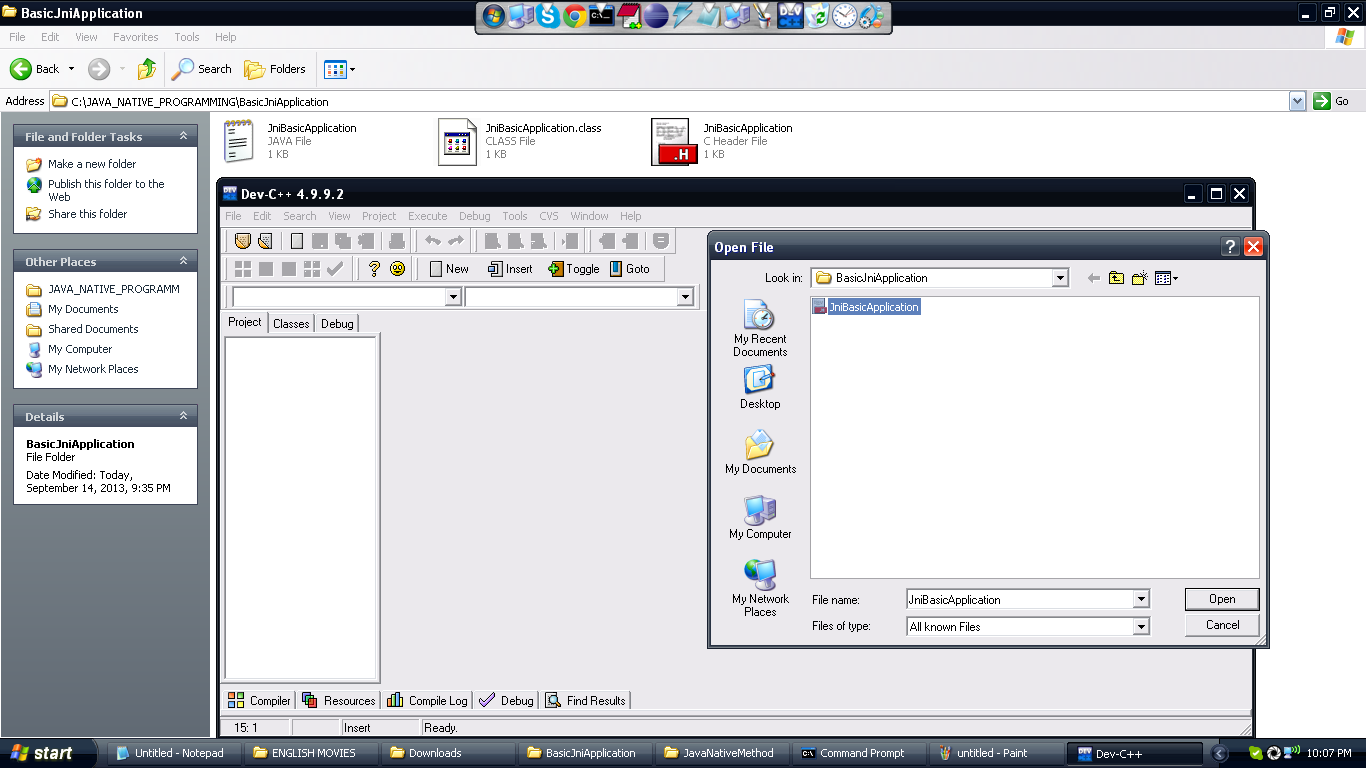 BasicJniApplication
File Edit View Favorites Tools Help
Back Search Folders
Address C:\JAVA_NATIVE_PROGRAMMING\BasicJniApplication Go
File and Folder Tasks
Make a new folder
Publish this folder to the
Web
Share this folder
Other Places
JAVA_NATIVE_PROGRAMM
My Documents
Shared Documents
My Computer
My Network Places
Details
BasicJniApplication
File Folder
Date Modified: Today,
September 14, 2013, 9:35 PM
JniBasicApplication
JAVA File
1 KB
JniBasicApplication.class
CLASS File
1 KB
DEV
.H
JniBasicApplication
C Header File
1 KB
Dev-C++ 4.9.9.2
File Edit Search View Project Execute Debug Tools CVS Window Help
New Insert Toggle Goto
Project Classes Debug
Compiler Resources Compile Log Debug Find Results
15: 1 Insert Ready.
Open File
Look in: BasicJniApplication
JniBasicApplication
My Recent
Documents
Desktop
My Documents
My Computer
My Network
Places
File name: JniBasicApplication Open
Files of type: All known Files Cancel
start Untitled - Notepad ENGLISH MOVIES Downloads BasicJniApplication JavaNativeMethod Command Prompt untitled - Paint Dev-C++ 10:07 PM